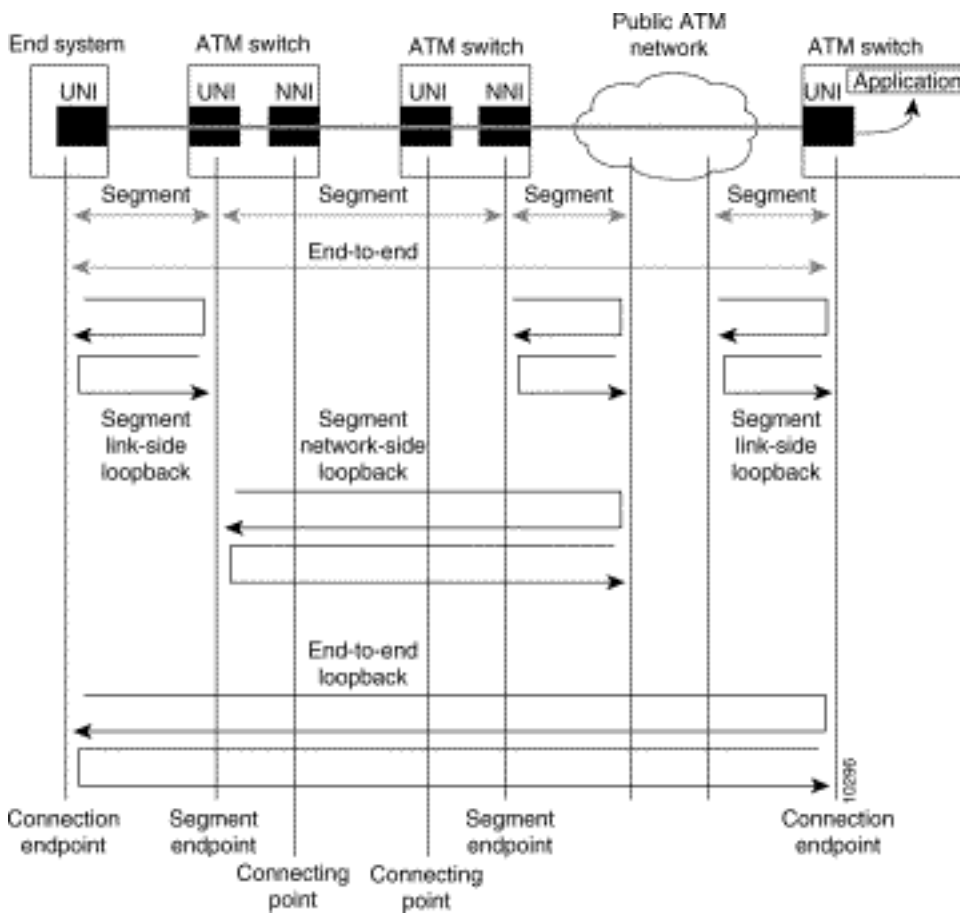 Public ATM
network
End system
ATM switch
ATM switch
ATM switch
UNI
UNI
NNI
UNI
NNI
UNI
Application
Segment
Segment
Segment
Segment
End-to-end
Segment
link-side
loopback
Segment
network-side
loopback
Segment
link-side
loopback
End-to-end
loopback
10296
Connection
endpoint
Segment
endpoint
Segment
endpoint
Connection
endpoint
Connecting
point
Connecting
point